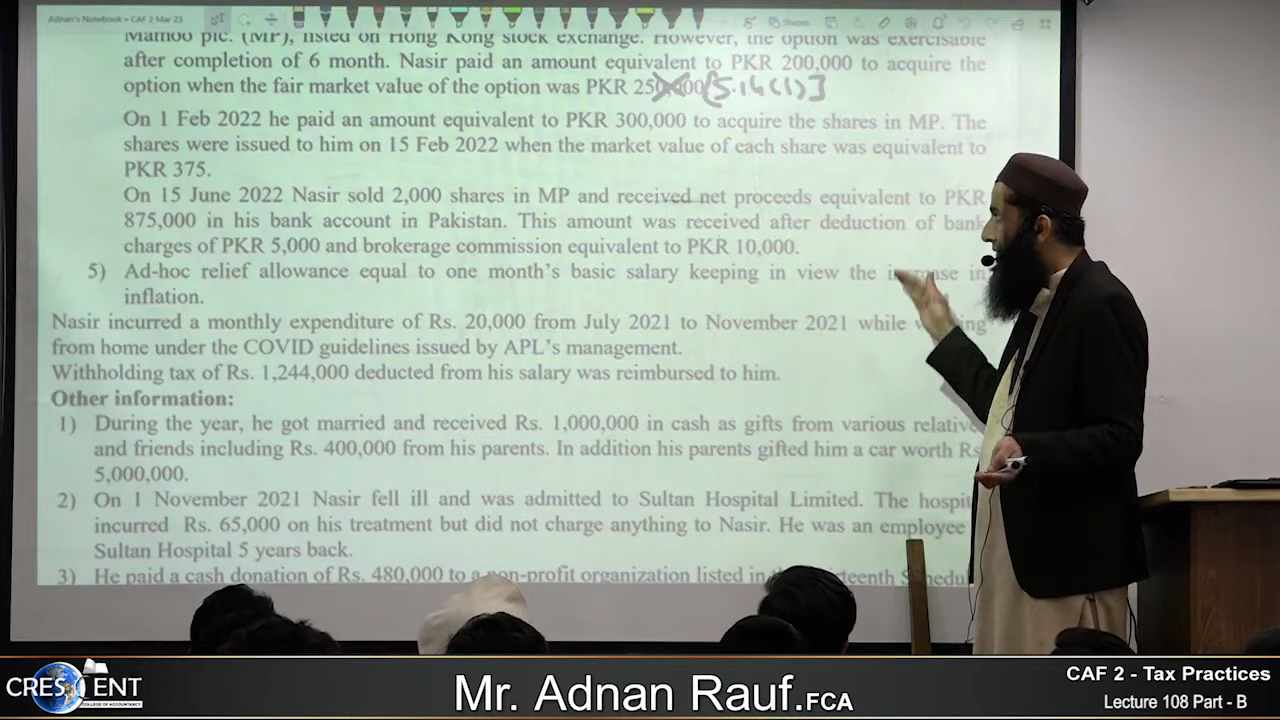 Adnan's Notebook » CAF 2 Mar 23
Shapes
Mamoo plc. (MP), listed on Hong Kong stock exchange. However, the option was exercisable
after completion of 6 month. Nasir paid an amount equivalent to PKR 200,000 to acquire the
option when the fair market value of the option was PKR 250,000 [S.14(1)]
On 1 Feb 2022 he paid an amount equivalent to PKR 300,000 to acquire the shares in MP. The
shares were issued to him on 15 Feb 2022 when the market value of each share was equivalent to
PKR 375.
On 15 June 2022 Nasir sold 2,000 shares in MP and received net proceeds equivalent to PKR
875,000 in his bank account in Pakistan. This amount was received after deduction of bank
charges of PKR 5,000 and brokerage commission equivalent to PKR 10,000.
5) Ad-hoc relief allowance equal to one month's basic salary keeping in view the increase in
inflation.
Nasir incurred a monthly expenditure of Rs. 20,000 from July 2021 to November 2021 while
from home under the COVID guidelines issued by APL's management.
Withholding tax of Rs. 1,244,000 deducted from his salary was reimbursed to him.
Other information:
1) During the year, he got married and received Rs. 1,000,000 in cash as gifts from various relative
and friends including Rs. 400,000 from his parents. In addition his parents gifted him a car worth Rs
5,000,000.
2) On 1 November 2021 Nasir fell ill and was admitted to Sultan Hospital Limited. The hospit
incurred Rs. 65,000 on his treatment but did not charge anything to Nasir. He was an employee
Sultan Hospital 5 years back.
3) He paid a cash donation of Rs. 480,000 to a non-profit organization listed in
CRESCENT
COLLEGE OF ACCOUNTANCY
Mr. Adnan Rauf.FCA
CAF 2 - Tax Practices
Lecture 108 Part - B